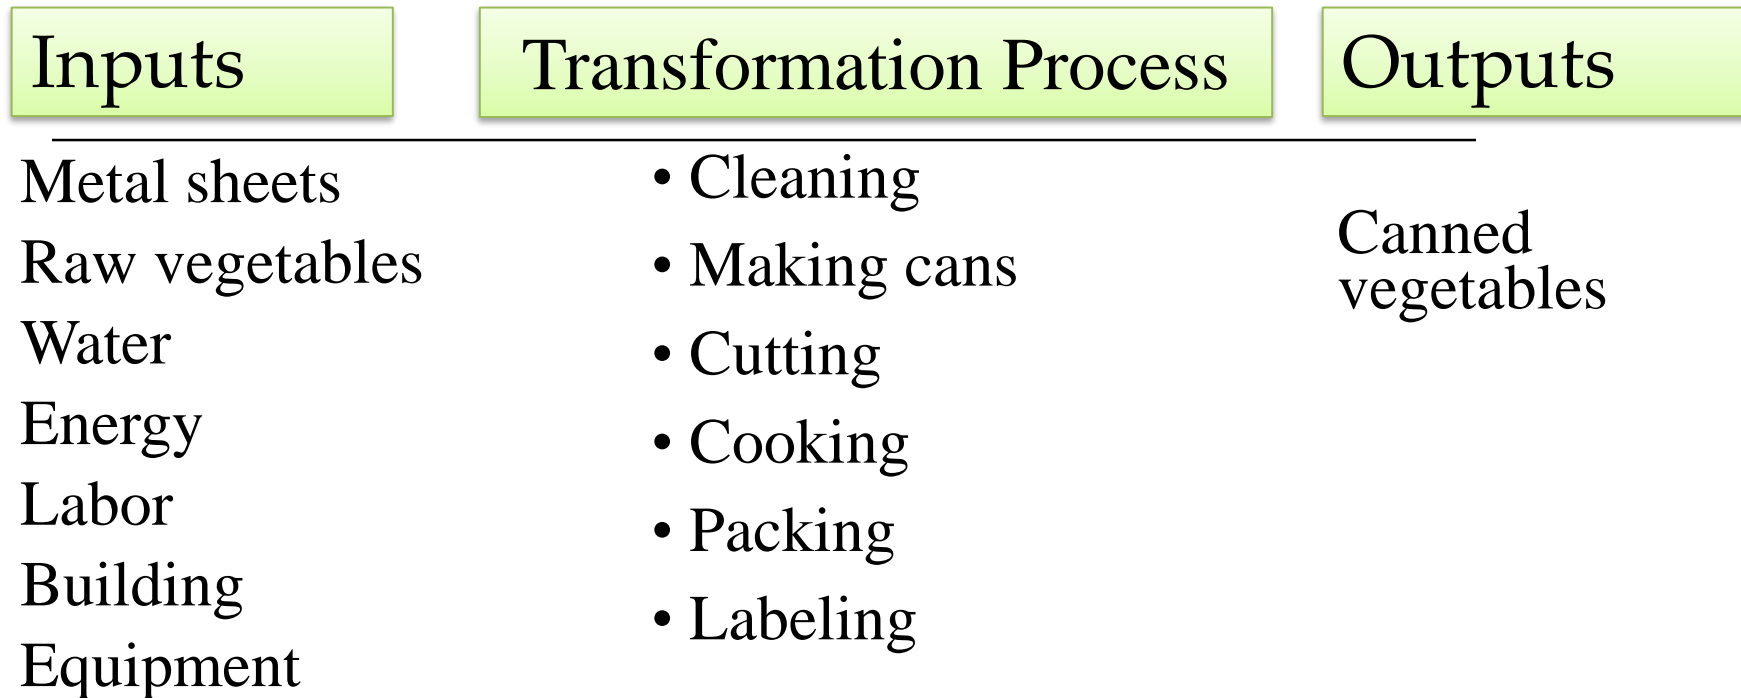 Inputs
Transformation Process
Outputs
Metal sheets
Raw vegetables
Water
Energy
Labor
Building
Equipment
• Cleaning
• Making cans
• Cutting
• Cooking
• Packing
• Labeling
Canned
vegetables